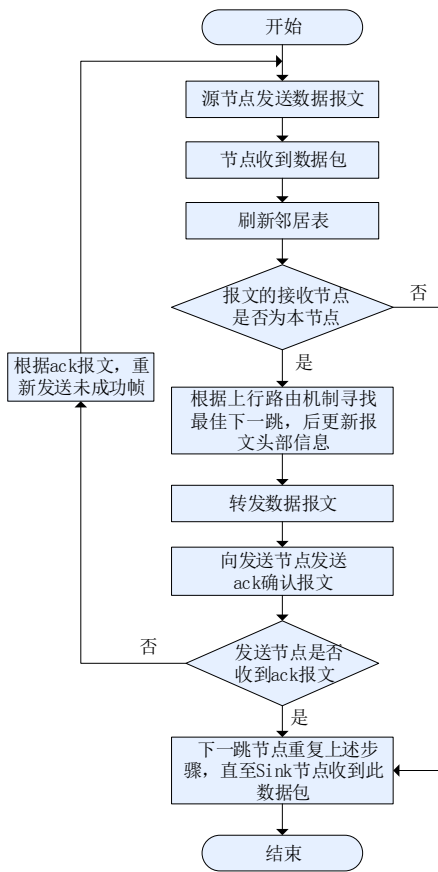 开始
源节点发送数据报文
节点收到数据包
刷新邻居表
报文的接收节点
是否为本节点
否
是
根据ack报文，重
新发送未成功帧
根据上行路由机制寻找
最佳下一跳，后更新报
文头部信息
转发数据报文
向发送节点发送
ack确认报文
否
发送节点是否
收到ack报文
是
下一跳节点重复上述步
骤，直至Sink节点收到此
数据包
结束